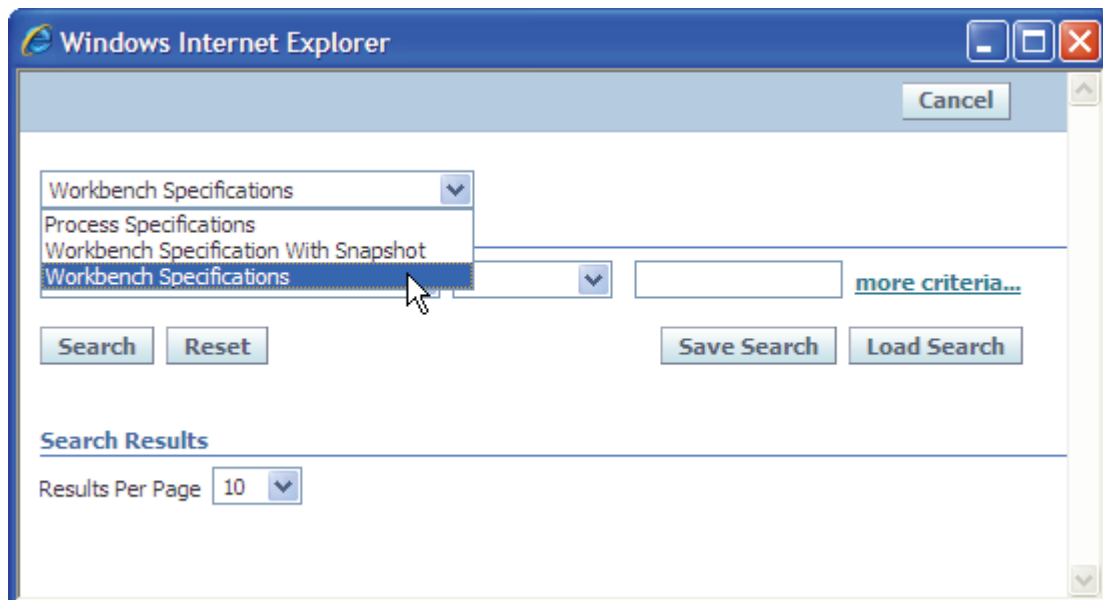 Windows Internet Explorer
Cancel
Workbench Specifications
Process Specifications
Workbench Specification With Snapshot
Workbench Specifications
more criteria...
Search Reset Save Search Load Search
Search Results
Results Per Page 10